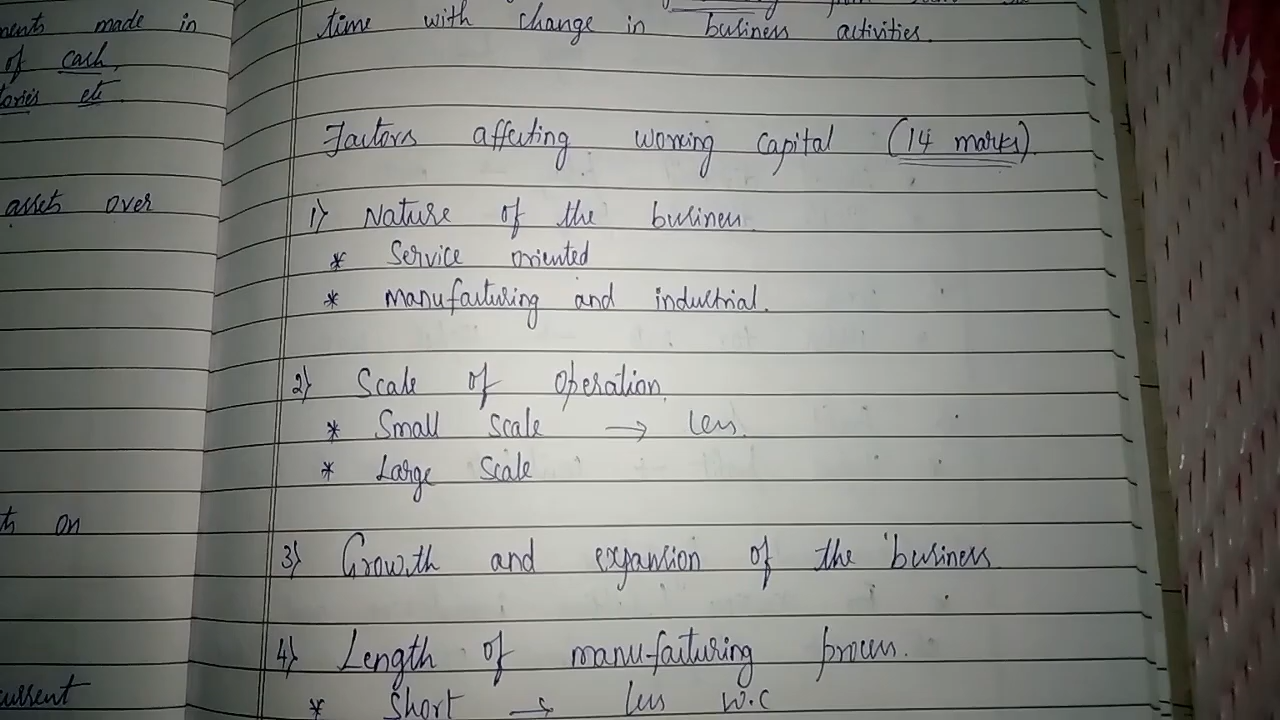 made in
of cash,
etc
assets over
on
current
time with change in business activities.
Factors affecting working capital (14 marks)
1) Nature of the business.
* Service oriented
* Manufacturing and industrial.
2) Scale of operation.
* Small scale → Less.
* Large Scale
3) Growth and expansion of the business
4) Length of manufacturing process.
* Short → less W.C